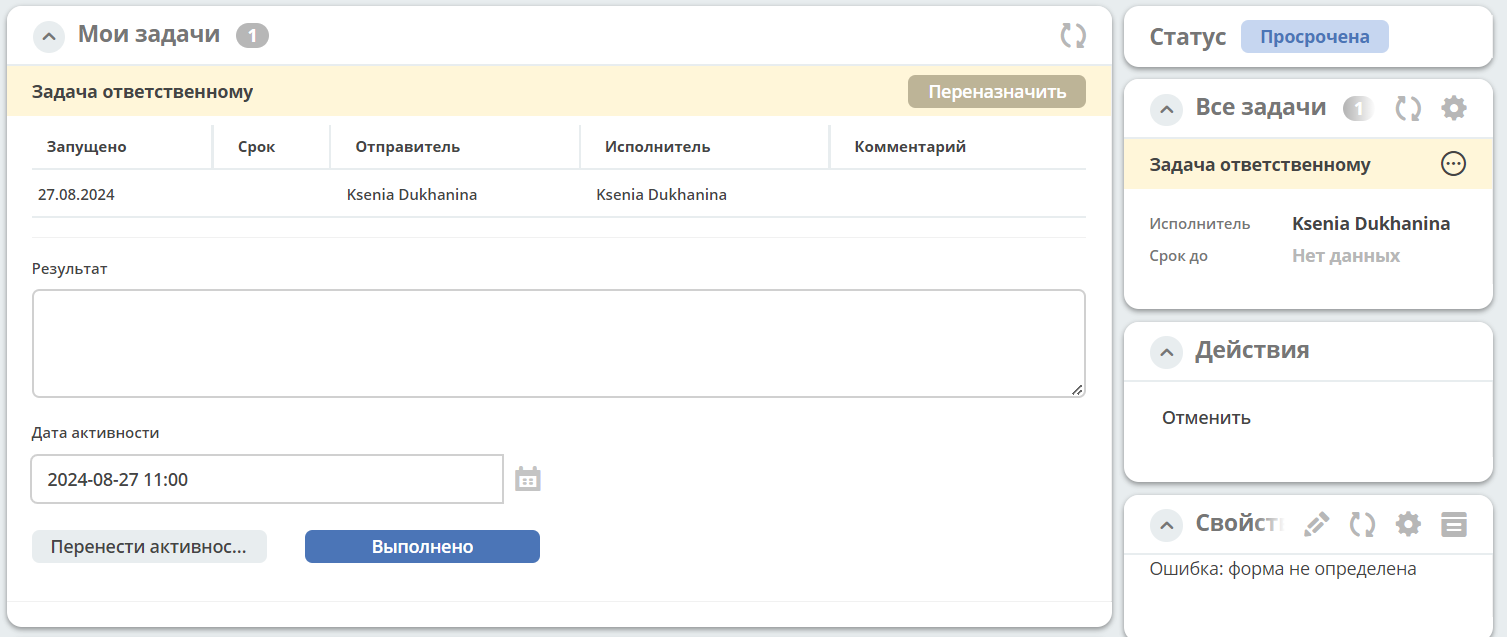 Мои задачи 1
Задача ответственному Переназначить
Запущено Срок Отправитель Исполнитель Комментарий
27.08.2024 Ksenia Dukhanina Ksenia Dukhanina
Результат
Дата активности
2024-08-27 11:00
Перенести активнос... Выполнено
Статус Просрочена
Все задачи 1
Задача ответственному
Исполнитель Ksenia Dukhanina
Срок до Нет данных
Действия
Отменить
Свойст
Ошибка: форма не определена